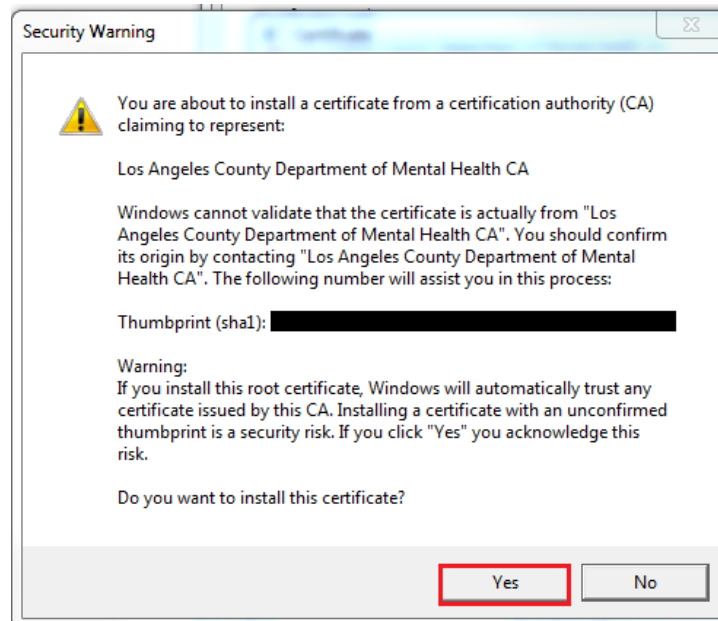 Security Warning
You are about to install a certificate from a certification authority (CA)
claiming to represent:
Los Angeles County Department of Mental Health CA
Windows cannot validate that the certificate is actually from "Los
Angeles County Department of Mental Health CA". You should confirm
its origin by contacting "Los Angeles County Department of Mental
Health CA". The following number will assist you in this process:
Thumbprint (sha1):
Warning:
If you install this root certificate, Windows will automatically trust any
certificate issued by this CA. Installing a certificate with an unconfirmed
thumbprint is a security risk. If you click "Yes" you acknowledge this
risk.
Do you want to install this certificate?
Yes No